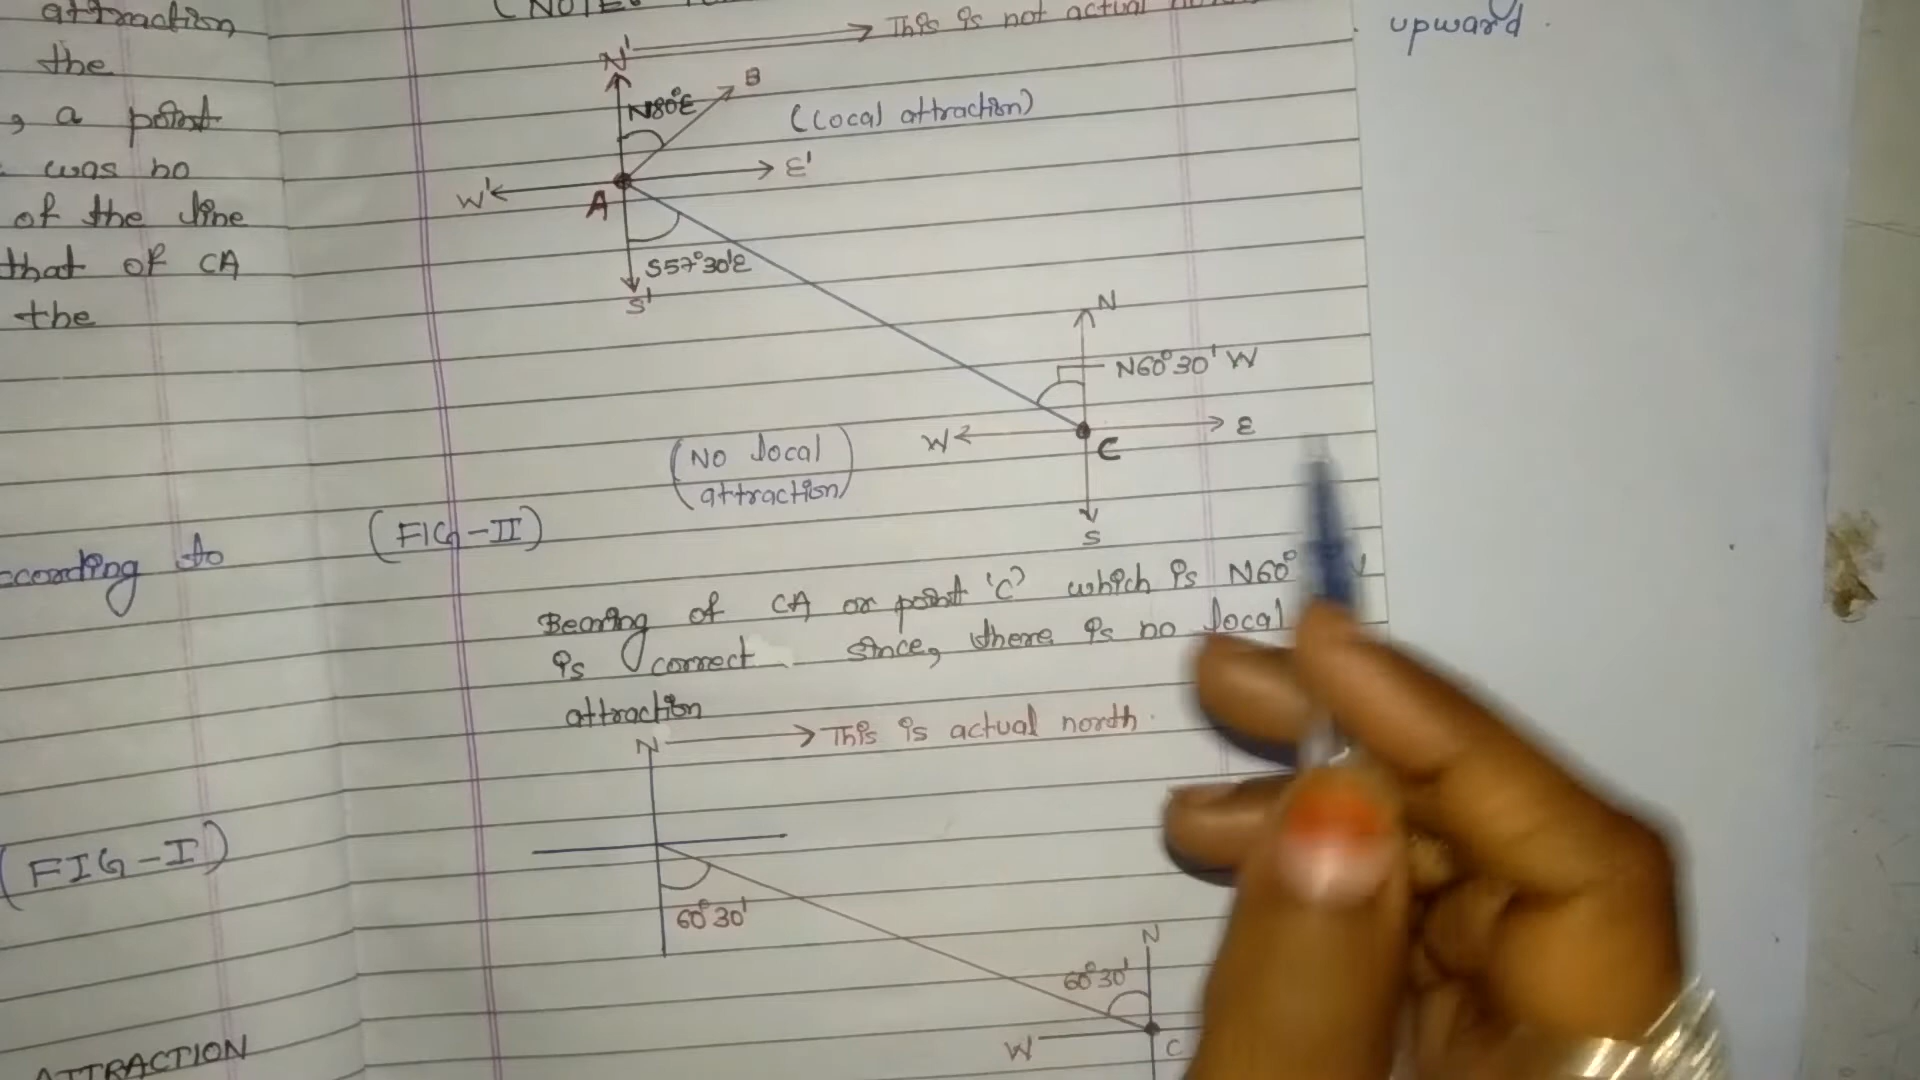 attraction
the
, a point
was no
of the line
that of CA
the
according to
(FIG-I)
ATTRACTION
(NOTE:
N' → This is not actual
B
N80°E
(Local attraction)
W'
E'
A
S57°30'E
S'
N
N60°30'W
W
E
C
(No local
attraction)
S
(FIG-II)
Bearing of CA or point 'C' which is N60°
is correct. since, there is no local
attraction
N → This is actual north.
60°30'
N
60°30'
W
C
upward.